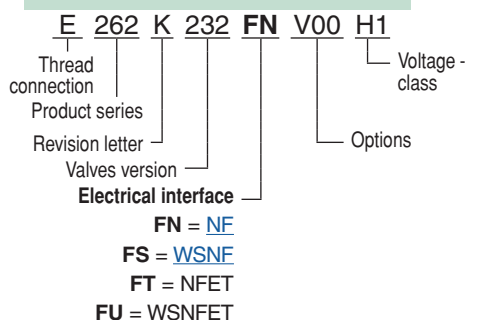 E 262 K 232 FN V00 H1
Thread connection
Voltage - class
Product series
Revision letter
Options
Valves version
Electrical interface
FN = NF
FS = WSNF
FT = NFET
FU = WSNFET